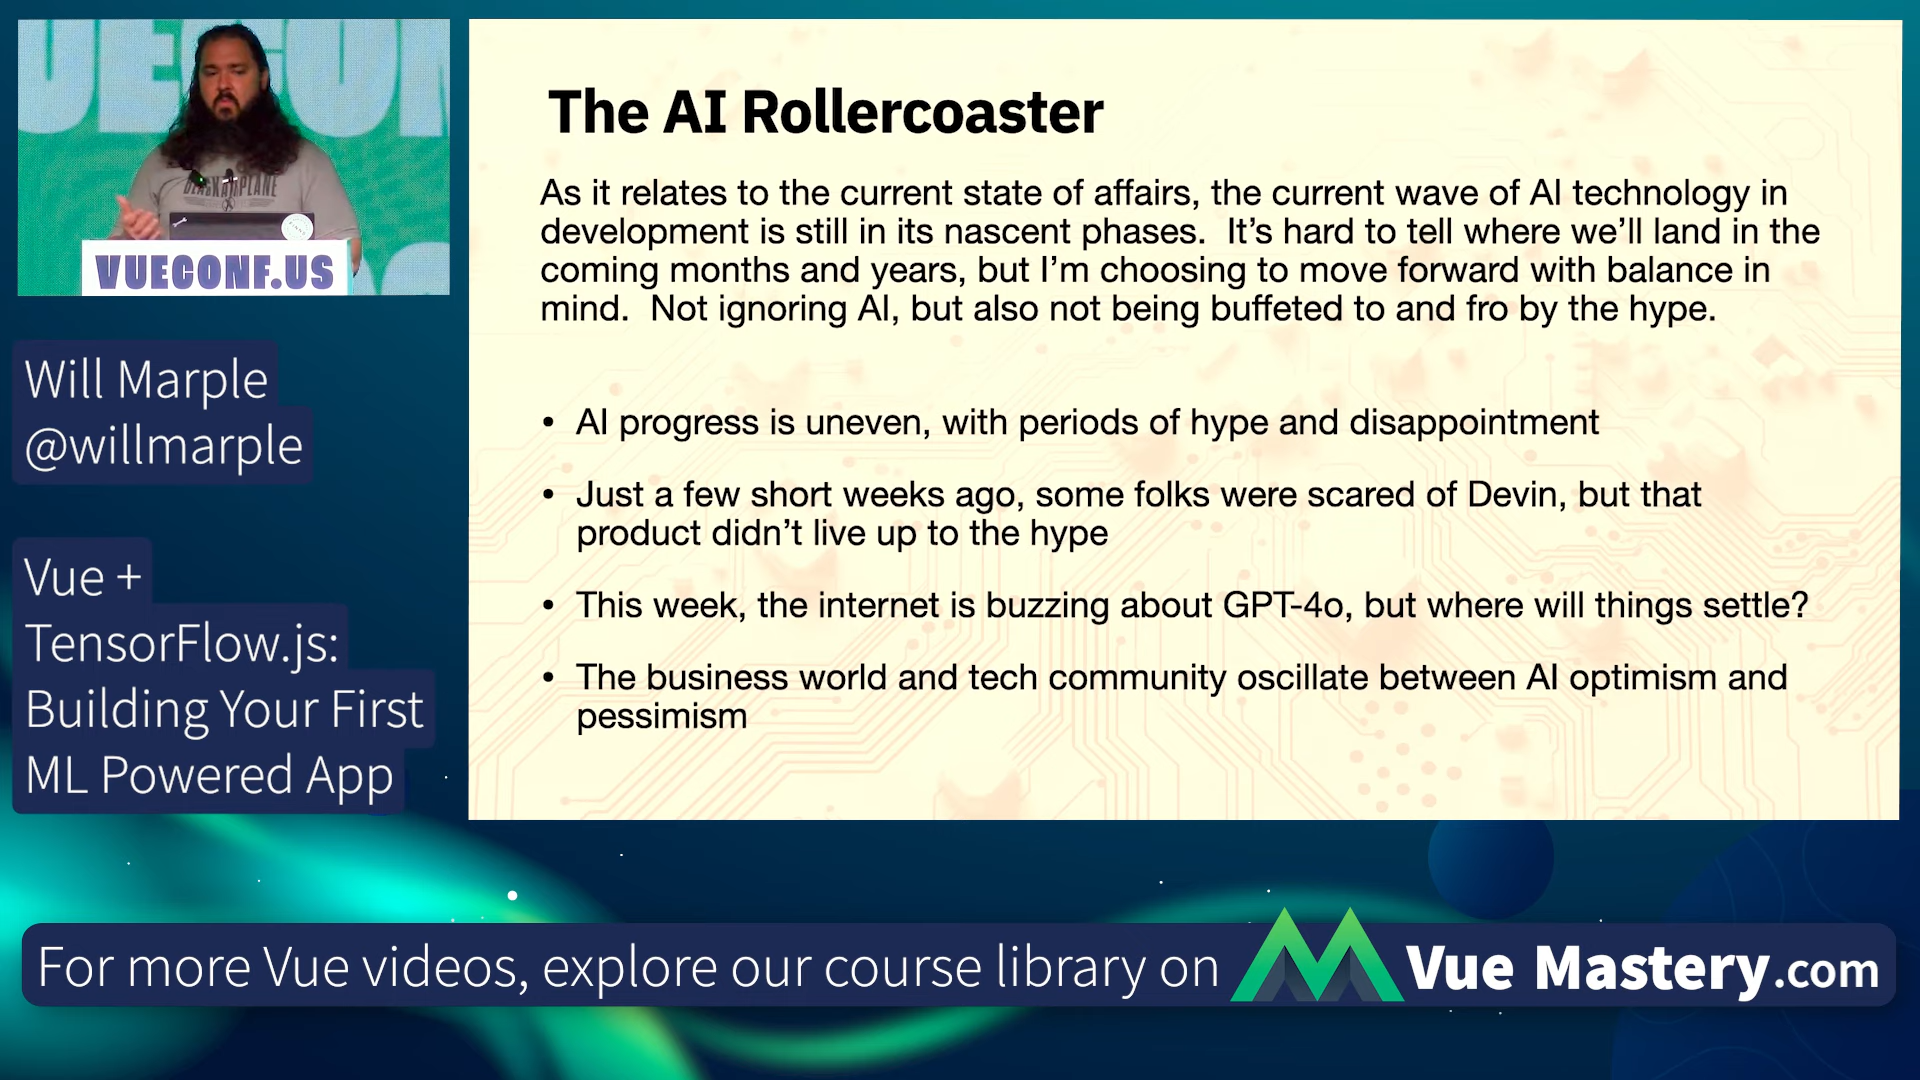 The AI Rollercoaster
As it relates to the current state of affairs, the current wave of AI technology in
development is still in its nascent phases.  It’s hard to tell where we’ll land in the
coming months and years, but I’m choosing to move forward with balance in
mind.  Not ignoring AI, but also not being buffeted to and fro by the hype.
• AI progress is uneven, with periods of hype and disappointment
• Just a few short weeks ago, some folks were scared of Devin, but that
product didn’t live up to the hype
• This week, the internet is buzzing about GPT-4o, but where will things settle?
• The business world and tech community oscillate between AI optimism and
pessimism
VUECONF.US
Will Marple
@willmarple
Vue +
TensorFlow.js:
Building Your First
ML Powered App
For more Vue videos, explore our course library on Vue Mastery.com